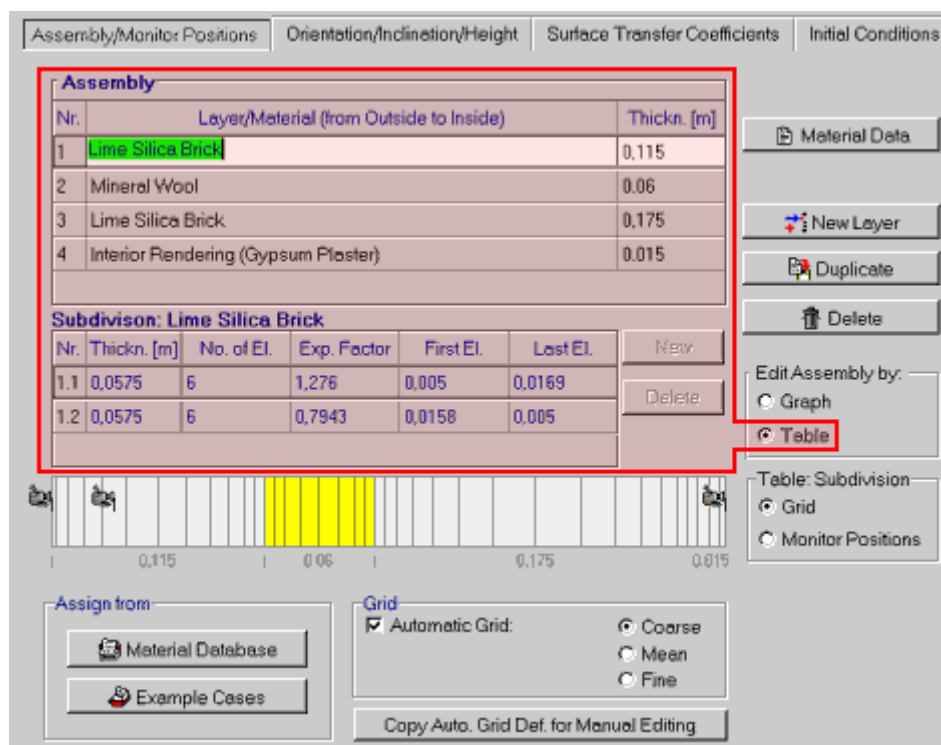 Assembly/Monitor Positions Orientation/Inclination/Height Surface Transfer Coefficients Initial Conditions
Assembly
Nr. Layer/Material (from Outside to Inside) Thickn. [m]
1 Lime Silica Brick 0,115
2 Mineral Wool 0.06
3 Lime Silica Brick 0,175
4 Interior Rendering (Gypsum Plaster) 0.015
Material Data
New Layer
Duplicate
Delete
Subdivison: Lime Silica Brick
Nr. Thickn. [m] No. of El. Exp. Factor First El. Last El.
1.1 0,0575 6 1,276 0,005 0,0169
1.2 0,0575 6 0,7943 0,0158 0,005
New
Delete
Edit Assembly by:
Graph
Table
Table: Subdivision
Grid
Monitor Positions
0,115 0.06 0,175 0.015
Assign from
Material Database
Example Cases
Grid
Automatic Grid:
Coarse
Mean
Fine
Copy Auto. Grid Def. for Manual Editing